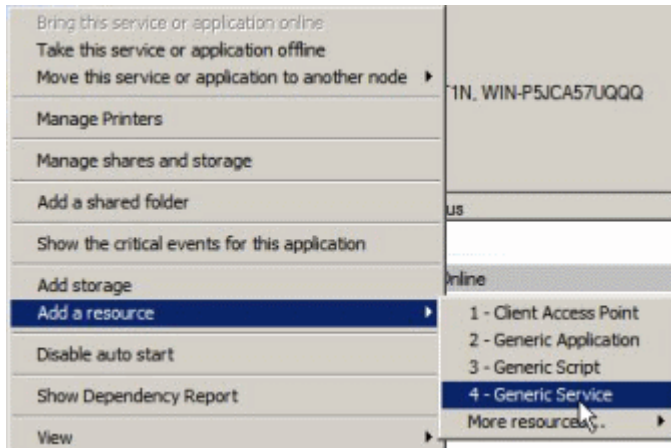 Bring this service or application online
Take this service or application offline
Move this service or application to another node
T1N, WIN-P5JCA57UQQQ
Manage Printers
Manage shares and storage
Add a shared folder
us
Show the critical events for this application
Add storage
Online
Add a resource
1 - Client Access Point
2 - Generic Application
Disable auto start
3 - Generic Script
Show Dependency Report
4 - Generic Service
More resources...
View